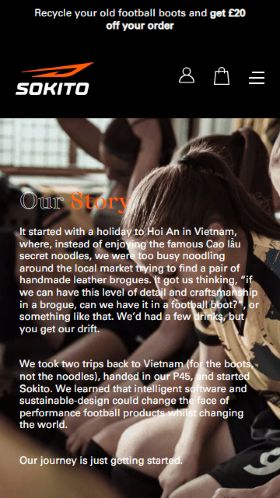 Recycle your old football boots and get £20
off your order
SOKITO
Our Story
It started with a holiday to Hoi An in Vietnam,
where, instead of enjoying the famous Cao lầu
secret noodles, we were too busy noodling
around the local market trying to find a pair of
handmade leather brogues. It got us thinking, “if
we can have this level of detail and craftsmanship
in a brogue, can we have it in a football boot?”, or
something like that. We’d had a few drinks, but
you get our drift.
We took two trips back to Vietnam (for the boots,
not the noodles), handed in our P45, and started
Sokito. We learned that intelligent software and
sustainable-design could change the face of
performance football products whilst changing
the world.
Our journey is just getting started.